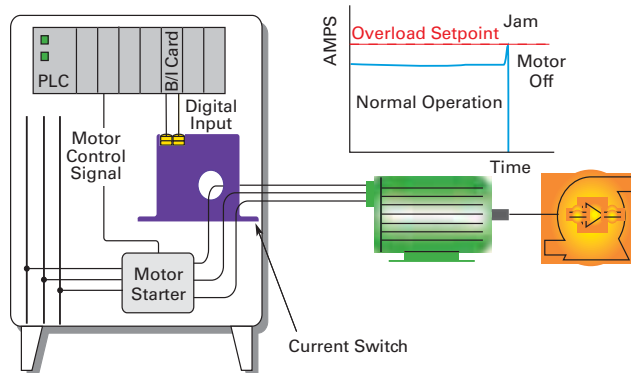 PLC
B/I Card
Digital
Input
Motor
Control
Signal
Motor
Starter
Current Switch
AMPS
Overload Setpoint
Jam
Motor
Off
Normal Operation
Time